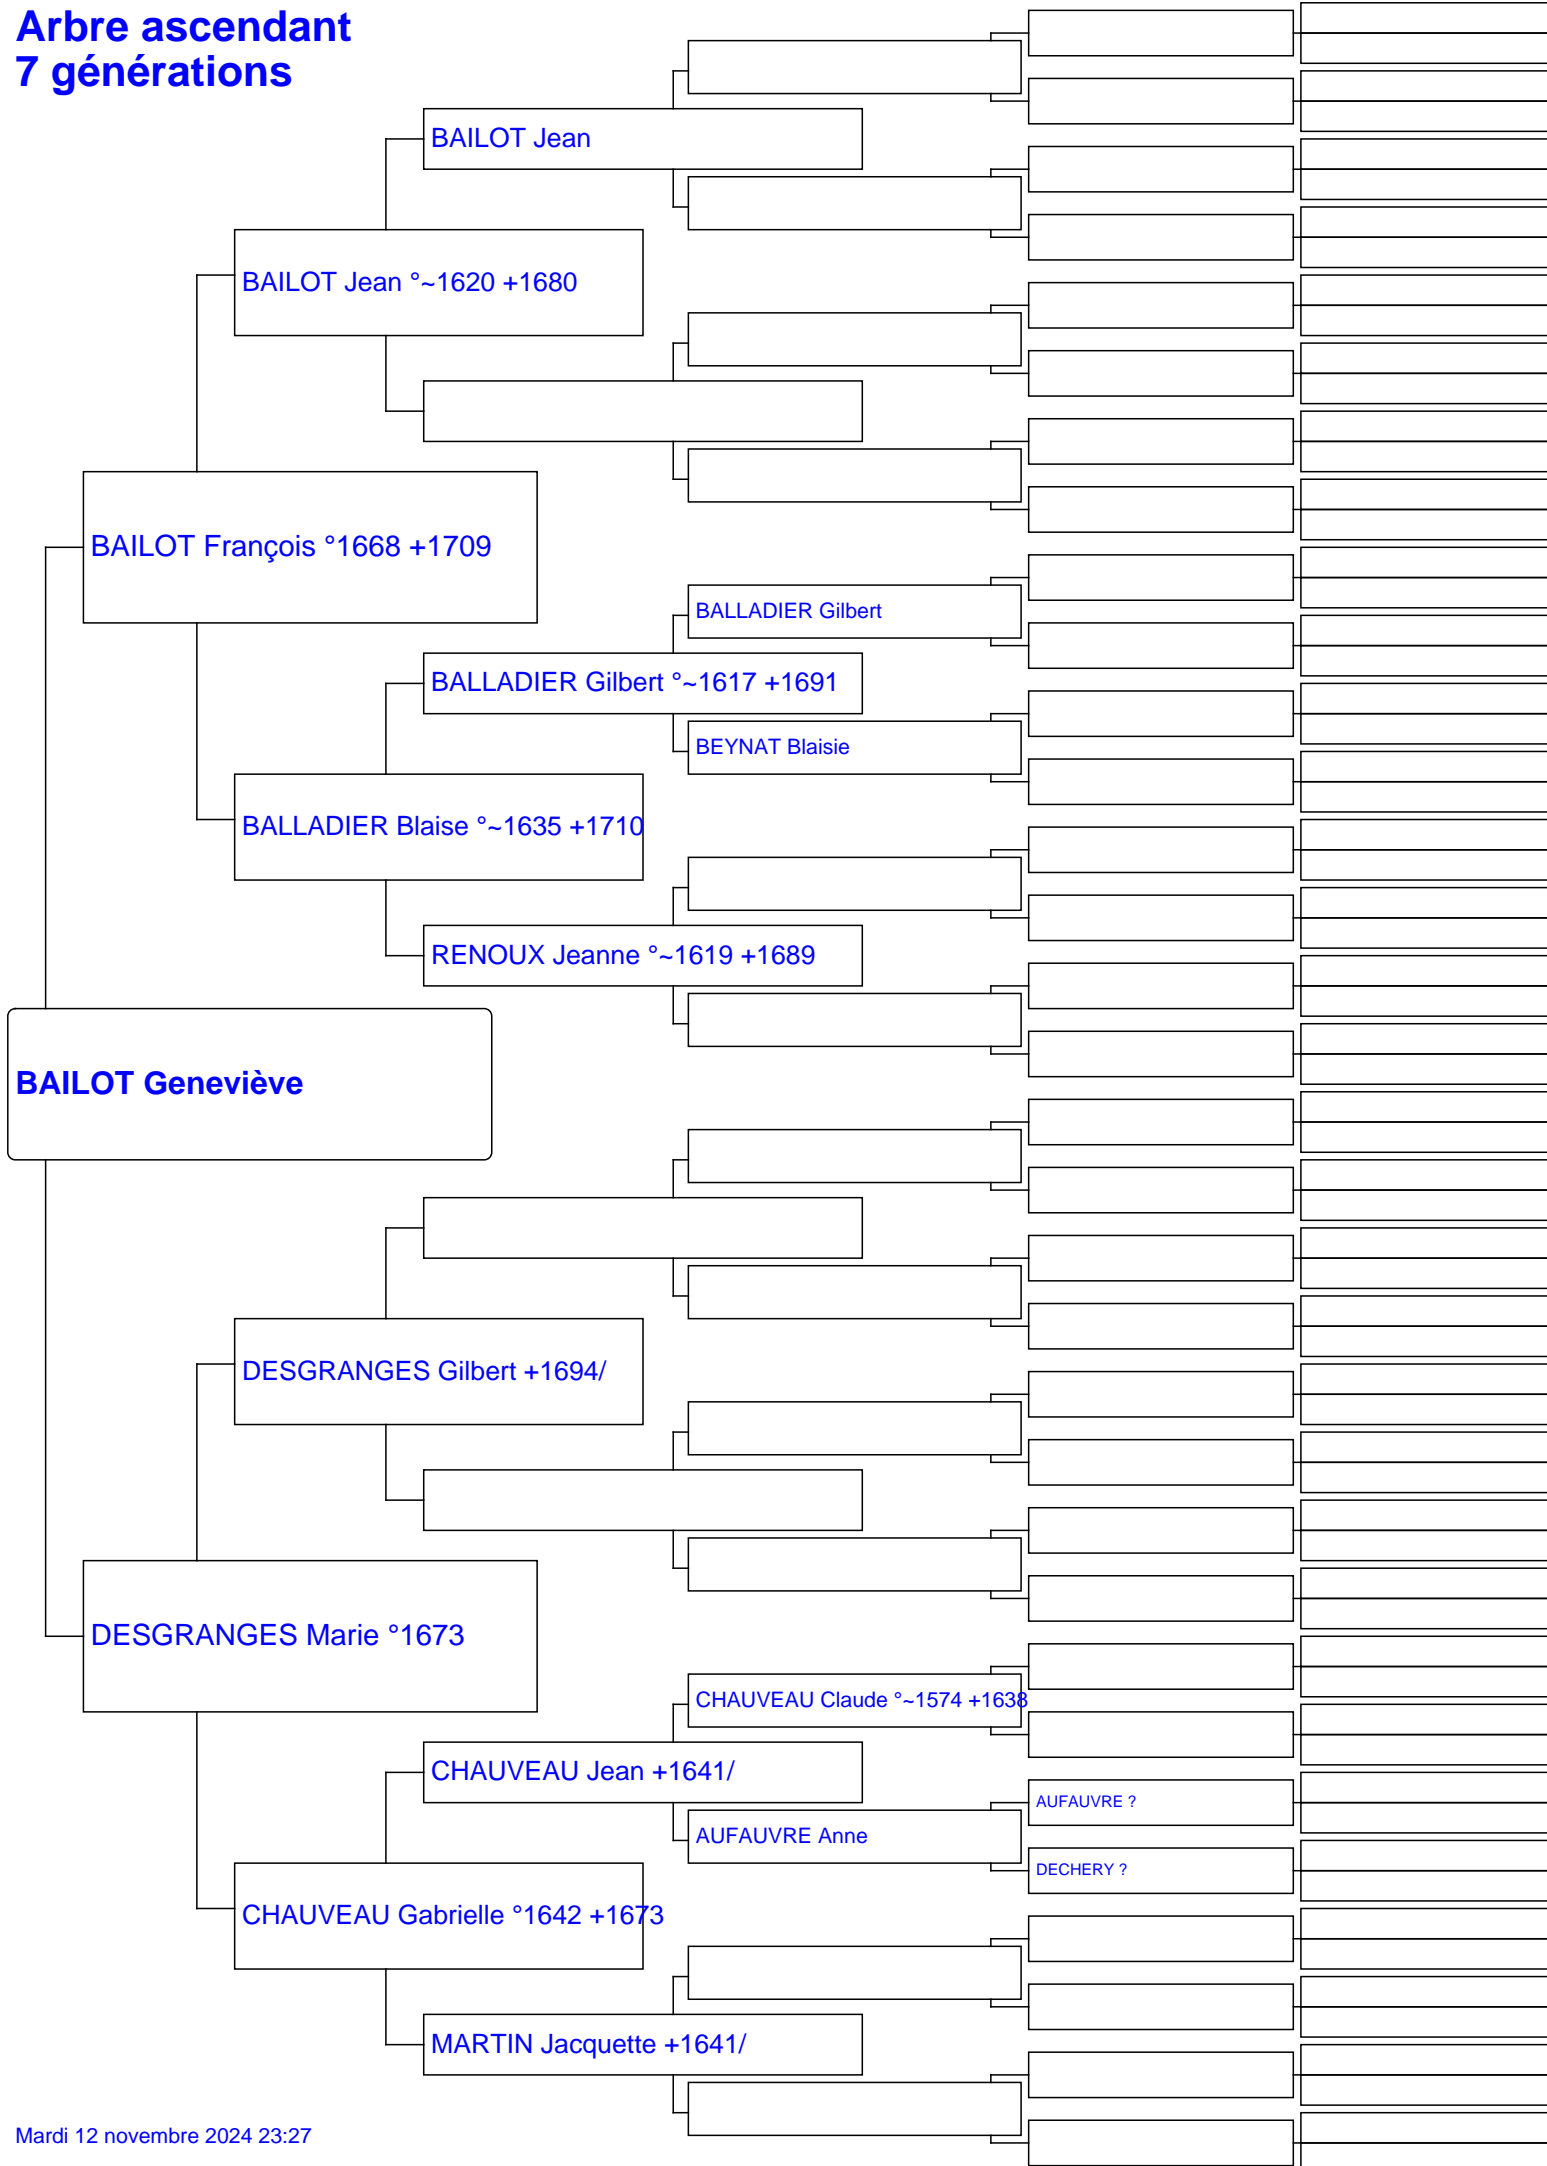 Arbre ascendant
7 générations
BAILOT Jean
BAILOT Jean °~1620 +1680
BAILOT François °1668 +1709
BALLADIER Gilbert
BALLADIER Gilbert °~1617 +1691
BEYNAT Blaisie
BALLADIER Blaise °~1635 +1710
RENOUX Jeanne °~1619 +1689
BAILOT Geneviève
DESGRANGES Gilbert +1694/
DESGRANGES Marie °1673
CHAUVEAU Claude °~1574 +1638
CHAUVEAU Jean +1641/
AUFAUVRE ?
AUFAUVRE Anne
DECHERY ?
CHAUVEAU Gabrielle °1642 +1673
MARTIN Jacquette +1641/
Mardi 12 novembre 2024 23:27